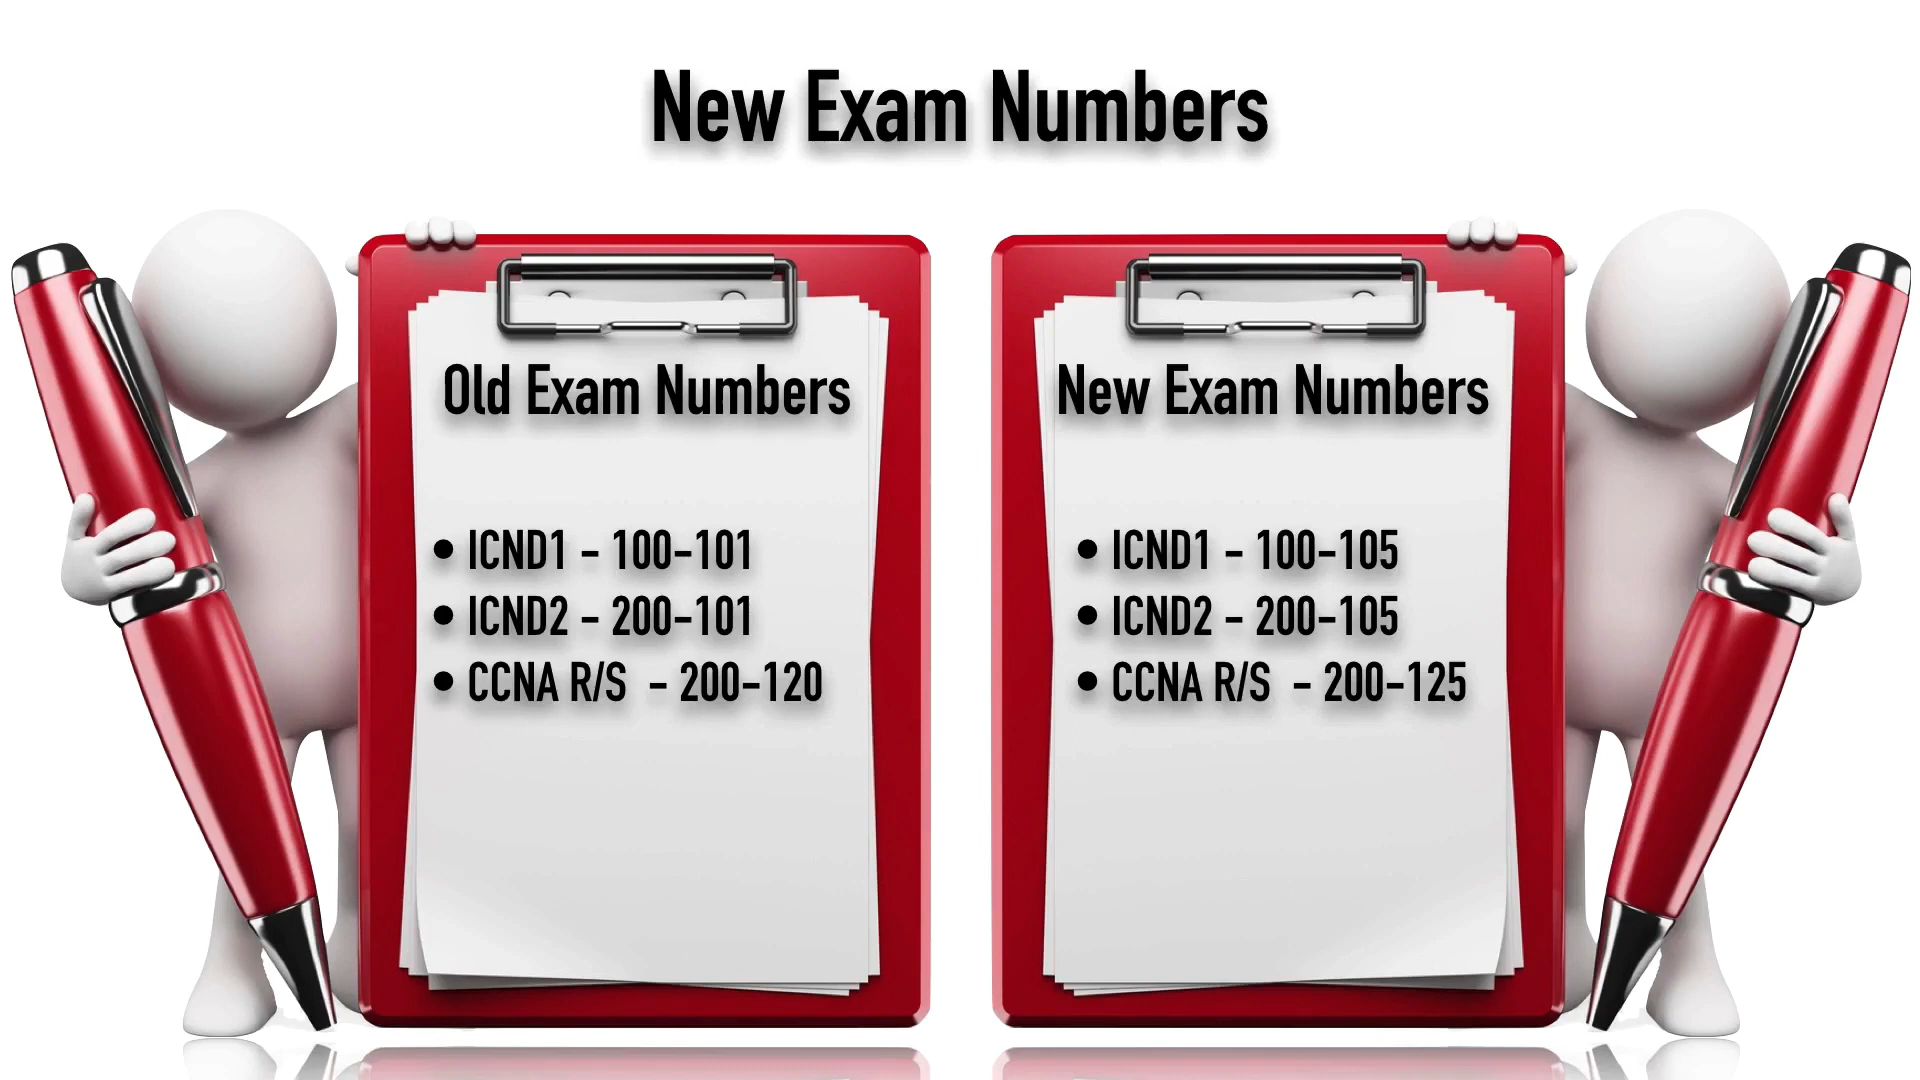 New Exam Numbers
Old Exam Numbers
• ICND1 - 100-101
• ICND2 - 200-101
• CCNA R/S - 200-120
New Exam Numbers
• ICND1 - 100-105
• ICND2 - 200-105
• CCNA R/S - 200-125